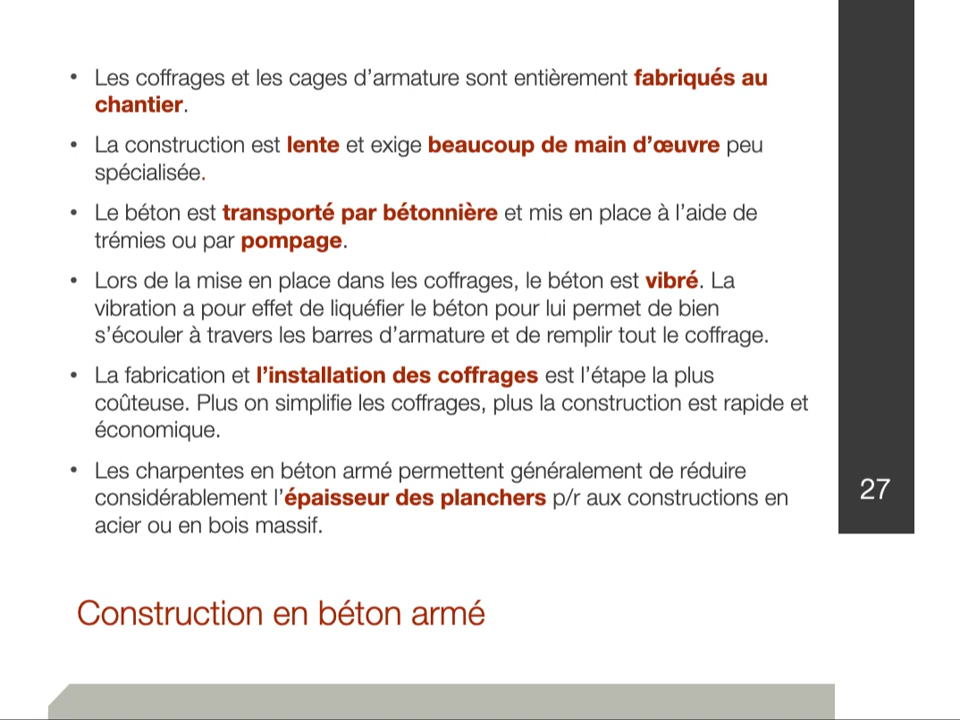 • Les coffrages et les cages d’armature sont entièrement fabriqués au
chantier.
• La construction est lente et exige beaucoup de main d’œuvre peu
spécialisée.
• Le béton est transporté par bétonnière et mis en place à l’aide de
trémies ou par pompage.
• Lors de la mise en place dans les coffrages, le béton est vibré. La
vibration a pour effet de liquéfier le béton pour lui permet de bien
s’écouler à travers les barres d’armature et de remplir tout le coffrage.
• La fabrication et l’installation des coffrages est l’étape la plus
coûteuse. Plus on simplifie les coffrages, plus la construction est rapide et
économique.
• Les charpentes en béton armé permettent généralement de réduire
considérablement l’épaisseur des planchers p/r aux constructions en
acier ou en bois massif.
27
Construction en béton armé